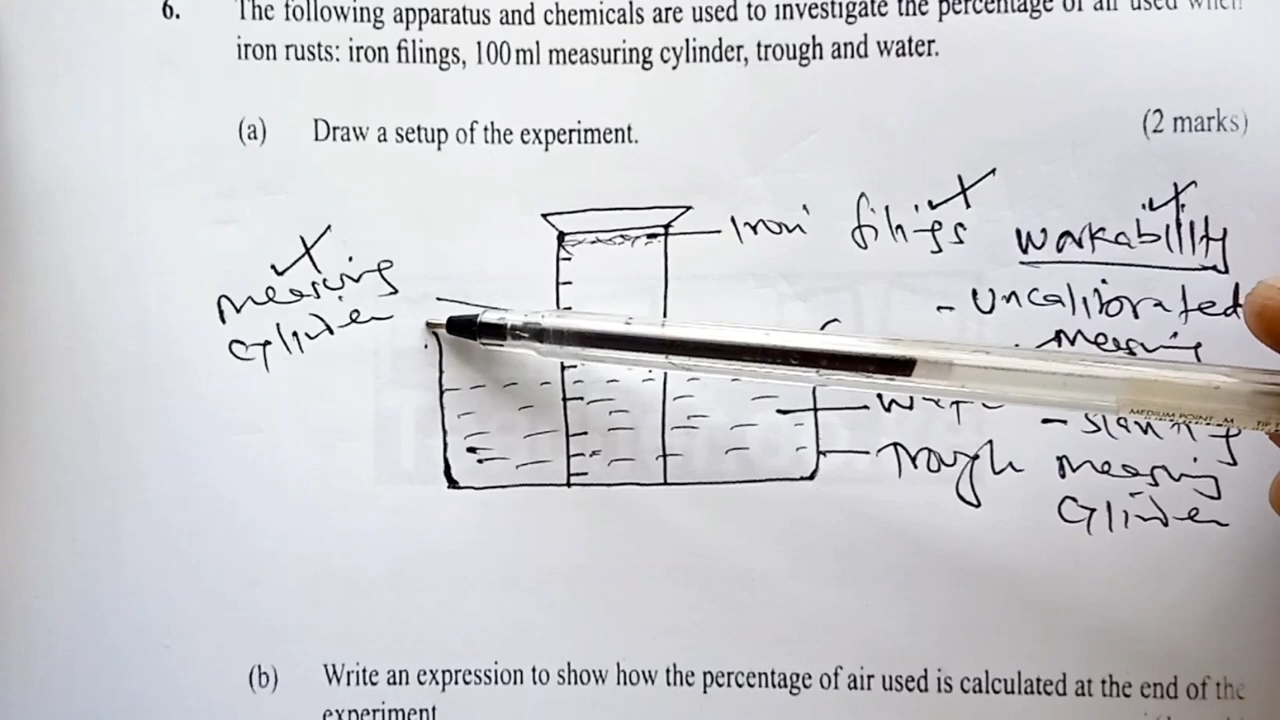 6. The following apparatus and chemicals are used to investigate the percentage of air used when
iron rusts: iron filings, 100 ml measuring cylinder, trough and water.
(a) Draw a setup of the experiment. (2 marks)
Iron filings
workability
measuring
cylinder
- Uncalibrated
- Slanting
Trough
cylinder
(b) Write an expression to show how the percentage of air used is calculated at the end of the
experiment
MEDIUM POINT